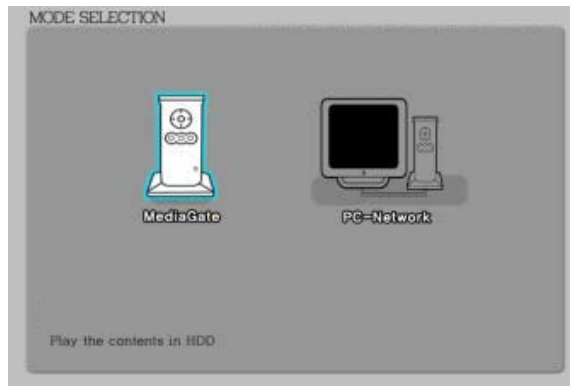 MODE SELECTION
MediaGate
PC-Network
Play the contents in HDD